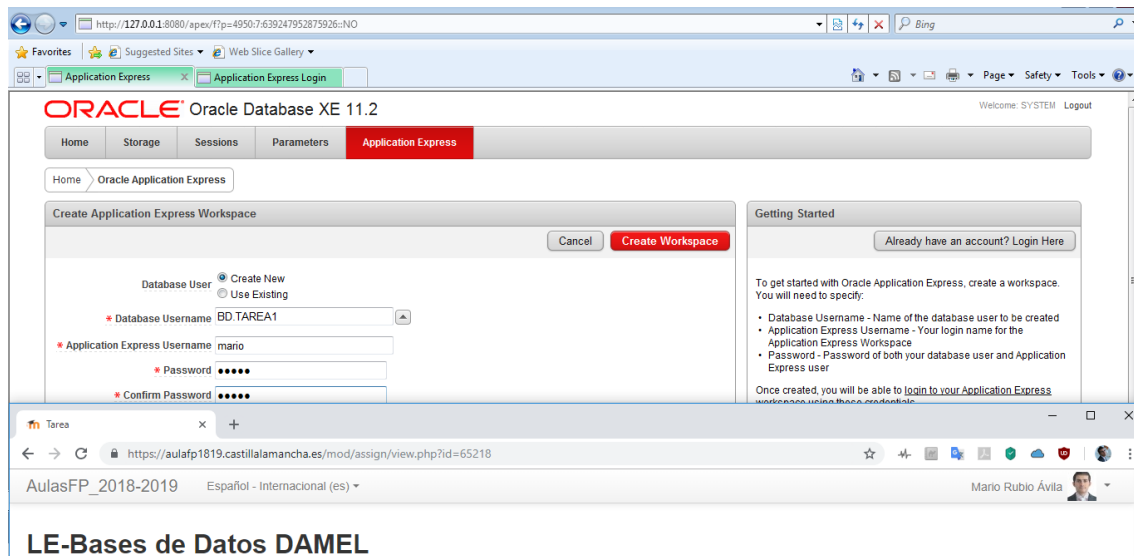 http://127.0.0.1:8080/apex/f?p=4950:7:639247952875926::NO
Bing
Favorites Suggested Sites Web Slice Gallery
Application Express Application Express Login
Page Safety Tools
ORACLE Oracle Database XE 11.2
Welcome: SYSTEM Logout
Home Storage Sessions Parameters Application Express
Home Oracle Application Express
Create Application Express Workspace
Cancel Create Workspace
Database User Create New
Use Existing
* Database Username BD.TAREA1
* Application Express Username mario
* Password •••••
* Confirm Password •••••
Getting Started
Already have an account? Login Here
To get started with Oracle Application Express, create a workspace.
You will need to specify:
• Database Username - Name of the database user to be created
• Application Express Username - Your login name for the
Application Express Workspace
• Password - Password of both your database user and Application
Express user
Once created, you will be able to login to your Application Express
workspace using these credentials
Tarea
https://aulafp1819.castillalamancha.es/mod/assign/view.php?id=65218
AulasFP_2018-2019 Español - Internacional (es) Mario Rubio Ávila
LE-Bases de Datos DAMEL